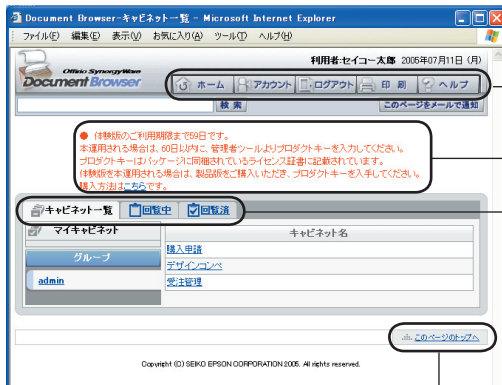 Document Browser-キャビネット一覧 - Microsoft Internet Explorer
ファイル(F) 編集(E) 表示(V) お気に入り(A) ツール(T) ヘルプ(H)
利用者:セイコー太郎 2005年07月11日 (月)
Offirio SynergyWare
Document Browser
ホーム アカウント ログアウト 印 刷 ヘルプ
検 索 このページをメールで通知
● 体験版のご利用期限まで59日です。
本運用される場合は、60日以内に、管理者ツールよりプロダクトキーを入力してください。
プロダクトキーはパッケージに同梱されているライセンス証書に記載されています。
体験版を本運用される場合は、製品版をご購入いただき、プロダクトキーを入手してください。
購入方法はこちらです。
キャビネット一覧 回覧中 回覧済
マイキャビネット キャビネット名
グループ 購入申請
デザインコンペ
admin 受注管理
このページのトップへ
Copyright (C) SEIKO EPSON CORPORATION 2005. All rights reserved.